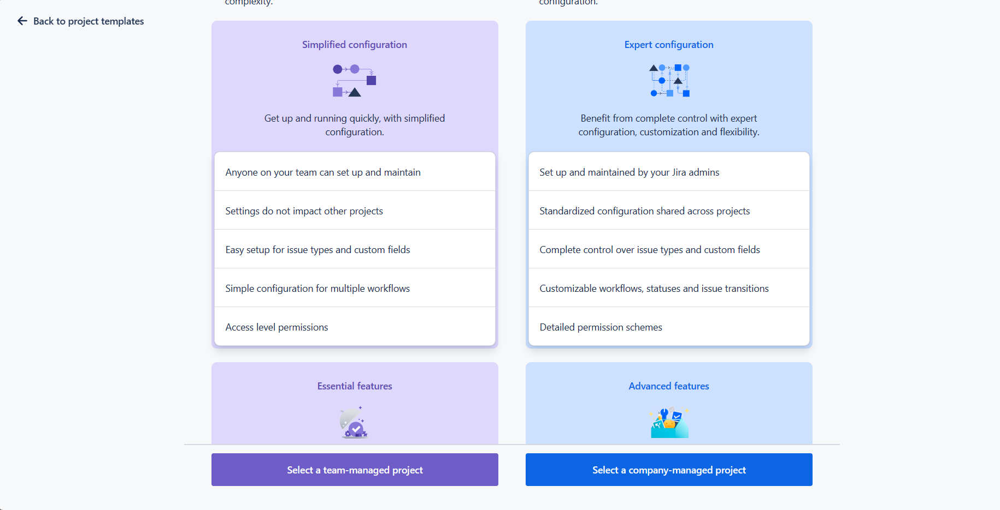 complexity.
configuration.
Back to project templates
Simplified configuration
Get up and running quickly, with simplified
configuration.
Anyone on your team can set up and maintain
Settings do not impact other projects
Easy setup for issue types and custom fields
Simple configuration for multiple workflows
Access level permissions
Essential features
Select a team-managed project
Expert configuration
Benefit from complete control with expert
configuration, customization and flexibility.
Set up and maintained by your Jira admins
Standardized configuration shared across projects
Complete control over issue types and custom fields
Customizable workflows, statuses and issue transitions
Detailed permission schemes
Advanced features
Select a company-managed project